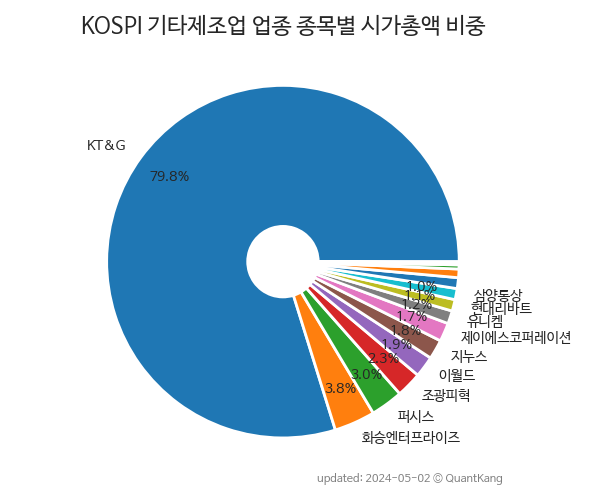 KOSPI 기타제조업 업종 종목별 시가총액 비중
KT&G
79.8%
1.0%
삼양통상
1.1%
현대리바트
1.2%
유니켐
1.7%
제이에스코퍼레이션
1.8%
지누스
1.9%
이월드
2.3%
조광피혁
3.0%
퍼시스
3.8%
화승엔터프라이즈
updated: 2024-05-02 © QuantKang